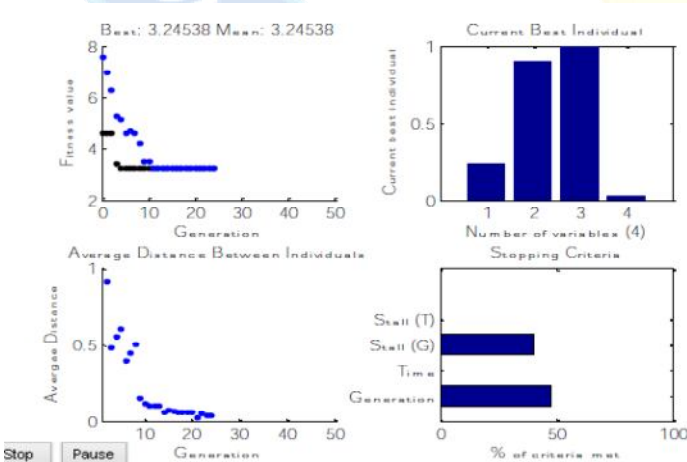 Best: 3.24538 Mean: 3.24538
Fitness value
8
6
4
2
0 10 20 30 40 50
Generation
Current Best Individual
Current best individual
1
0.5
0
1 2 3 4
Number of variables (4)
Average Distance Between Individuals
Avergae Distance
1
0.5
0
10 20 30 40 50
Generation
Stopping Criteria
Stall (T)
Stall (G)
Time
Generation
0 50 100
% of criteria met
Stop Pause